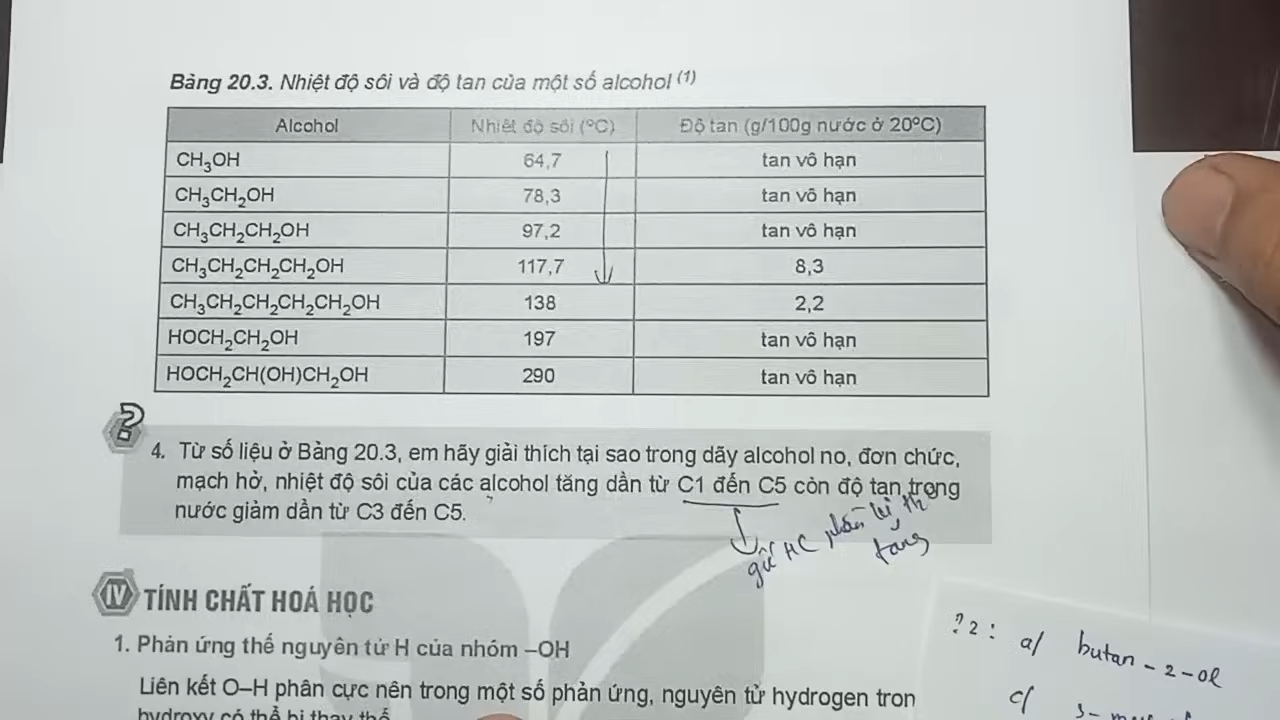 Bảng 20.3. Nhiệt độ sôi và độ tan của một số alcohol (1)
Alcohol Nhiệt độ sôi (°C) Độ tan (g/100g nước ở 20°C)
CH₃OH 64,7 tan vô hạn
CH₃CH₂OH 78,3 tan vô hạn
CH₃CH₂CH₂OH 97,2 tan vô hạn
CH₃CH₂CH₂CH₂OH 117,7 8,3
CH₃CH₂CH₂CH₂CH₂OH 138 2,2
HOCH₂CH₂OH 197 tan vô hạn
HOCH₂CH(OH)CH₂OH 290 tan vô hạn
?
4. Từ số liệu ở Bảng 20.3, em hãy giải thích tại sao trong dãy alcohol no, đơn chức,
mạch hở, nhiệt độ sôi của các alcohol tăng dần từ C1 đến C5 còn độ tan trong
nước giảm dần từ C3 đến C5.
gốc HC phân
tăng
IV TÍNH CHẤT HOÁ HỌC
1. Phản ứng thế nguyên tử H của nhóm –OH
Liên kết O–H phân cực nên trong một số phản ứng, nguyên tử hydrogen tron
hydroxy có thể bị thay thế
?2: a/ butan-2-ol
c/